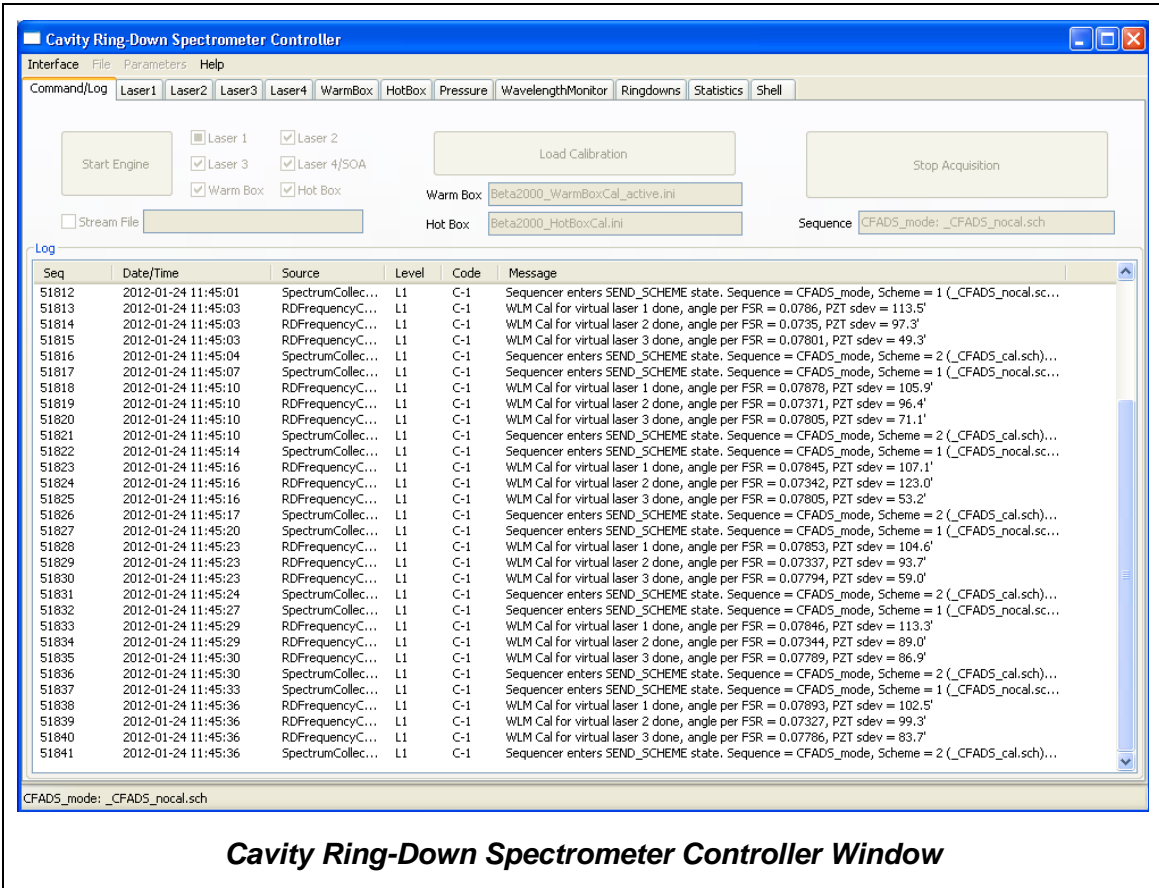 Cavity Ring-Down Spectrometer Controller
Interface File Parameters Help
Command/Log Laser1 Laser2 Laser3 Laser4 WarmBox HotBox Pressure WavelengthMonitor Ringdowns Statistics Shell
Start Engine
Laser 1 Laser 2
Laser 3 Laser 4/SOA
Warm Box Hot Box
Stream File
Load Calibration
Warm Box Beta2000_WarmBoxCal_active.ini
Hot Box Beta2000_HotBoxCal.ini
Stop Acquisition
Sequence CFADS_mode: _CFADS_nocal.sch
Log
Seq Date/Time Source Level Code Message
51812 2012-01-24 11:45:01 SpectrumCollec... L1 C-1 Sequencer enters SEND_SCHEME state. Sequence = CFADS_mode, Scheme = 1 (_CFADS_nocal.sc...
51813 2012-01-24 11:45:03 RDFrequencyC... L1 C-1 WLM Cal for virtual laser 1 done, angle per FSR = 0.0786, PZT sdev = 113.5'
51814 2012-01-24 11:45:03 RDFrequencyC... L1 C-1 WLM Cal for virtual laser 2 done, angle per FSR = 0.0735, PZT sdev = 97.3'
51815 2012-01-24 11:45:03 RDFrequencyC... L1 C-1 WLM Cal for virtual laser 3 done, angle per FSR = 0.07801, PZT sdev = 49.3'
51816 2012-01-24 11:45:04 SpectrumCollec... L1 C-1 Sequencer enters SEND_SCHEME state. Sequence = CFADS_mode, Scheme = 2 (_CFADS_cal.sch)...
51817 2012-01-24 11:45:07 SpectrumCollec... L1 C-1 Sequencer enters SEND_SCHEME state. Sequence = CFADS_mode, Scheme = 1 (_CFADS_nocal.sc...
51818 2012-01-24 11:45:10 RDFrequencyC... L1 C-1 WLM Cal for virtual laser 1 done, angle per FSR = 0.07878, PZT sdev = 105.9'
51819 2012-01-24 11:45:10 RDFrequencyC... L1 C-1 WLM Cal for virtual laser 2 done, angle per FSR = 0.07371, PZT sdev = 96.4'
51820 2012-01-24 11:45:10 RDFrequencyC... L1 C-1 WLM Cal for virtual laser 3 done, angle per FSR = 0.07805, PZT sdev = 71.1'
51821 2012-01-24 11:45:10 SpectrumCollec... L1 C-1 Sequencer enters SEND_SCHEME state. Sequence = CFADS_mode, Scheme = 2 (_CFADS_cal.sch)...
51822 2012-01-24 11:45:14 SpectrumCollec... L1 C-1 Sequencer enters SEND_SCHEME state. Sequence = CFADS_mode, Scheme = 1 (_CFADS_nocal.sc...
51823 2012-01-24 11:45:16 RDFrequencyC... L1 C-1 WLM Cal for virtual laser 1 done, angle per FSR = 0.07845, PZT sdev = 107.1'
51824 2012-01-24 11:45:16 RDFrequencyC... L1 C-1 WLM Cal for virtual laser 2 done, angle per FSR = 0.07342, PZT sdev = 123.0'
51825 2012-01-24 11:45:16 RDFrequencyC... L1 C-1 WLM Cal for virtual laser 3 done, angle per FSR = 0.07805, PZT sdev = 53.2'
51826 2012-01-24 11:45:17 SpectrumCollec... L1 C-1 Sequencer enters SEND_SCHEME state. Sequence = CFADS_mode, Scheme = 2 (_CFADS_cal.sch)...
51827 2012-01-24 11:45:20 SpectrumCollec... L1 C-1 Sequencer enters SEND_SCHEME state. Sequence = CFADS_mode, Scheme = 1 (_CFADS_nocal.sc...
51828 2012-01-24 11:45:23 RDFrequencyC... L1 C-1 WLM Cal for virtual laser 1 done, angle per FSR = 0.07853, PZT sdev = 104.6'
51829 2012-01-24 11:45:23 RDFrequencyC... L1 C-1 WLM Cal for virtual laser 2 done, angle per FSR = 0.07337, PZT sdev = 93.7'
51830 2012-01-24 11:45:23 RDFrequencyC... L1 C-1 WLM Cal for virtual laser 3 done, angle per FSR = 0.07794, PZT sdev = 59.0'
51831 2012-01-24 11:45:24 SpectrumCollec... L1 C-1 Sequencer enters SEND_SCHEME state. Sequence = CFADS_mode, Scheme = 2 (_CFADS_cal.sch)...
51832 2012-01-24 11:45:27 SpectrumCollec... L1 C-1 Sequencer enters SEND_SCHEME state. Sequence = CFADS_mode, Scheme = 1 (_CFADS_nocal.sc...
51833 2012-01-24 11:45:29 RDFrequencyC... L1 C-1 WLM Cal for virtual laser 1 done, angle per FSR = 0.07846, PZT sdev = 113.3'
51834 2012-01-24 11:45:29 RDFrequencyC... L1 C-1 WLM Cal for virtual laser 2 done, angle per FSR = 0.07344, PZT sdev = 89.0'
51835 2012-01-24 11:45:30 RDFrequencyC... L1 C-1 WLM Cal for virtual laser 3 done, angle per FSR = 0.07789, PZT sdev = 86.9'
51836 2012-01-24 11:45:30 SpectrumCollec... L1 C-1 Sequencer enters SEND_SCHEME state. Sequence = CFADS_mode, Scheme = 2 (_CFADS_cal.sch)...
51837 2012-01-24 11:45:33 SpectrumCollec... L1 C-1 Sequencer enters SEND_SCHEME state. Sequence = CFADS_mode, Scheme = 1 (_CFADS_nocal.sc...
51838 2012-01-24 11:45:36 RDFrequencyC... L1 C-1 WLM Cal for virtual laser 1 done, angle per FSR = 0.07893, PZT sdev = 102.5'
51839 2012-01-24 11:45:36 RDFrequencyC... L1 C-1 WLM Cal for virtual laser 2 done, angle per FSR = 0.07327, PZT sdev = 99.3'
51840 2012-01-24 11:45:36 RDFrequencyC... L1 C-1 WLM Cal for virtual laser 3 done, angle per FSR = 0.07786, PZT sdev = 83.7'
51841 2012-01-24 11:45:36 SpectrumCollec... L1 C-1 Sequencer enters SEND_SCHEME state. Sequence = CFADS_mode, Scheme = 2 (_CFADS_cal.sch)...
CFADS_mode: _CFADS_nocal.sch
Cavity Ring-Down Spectrometer Controller Window